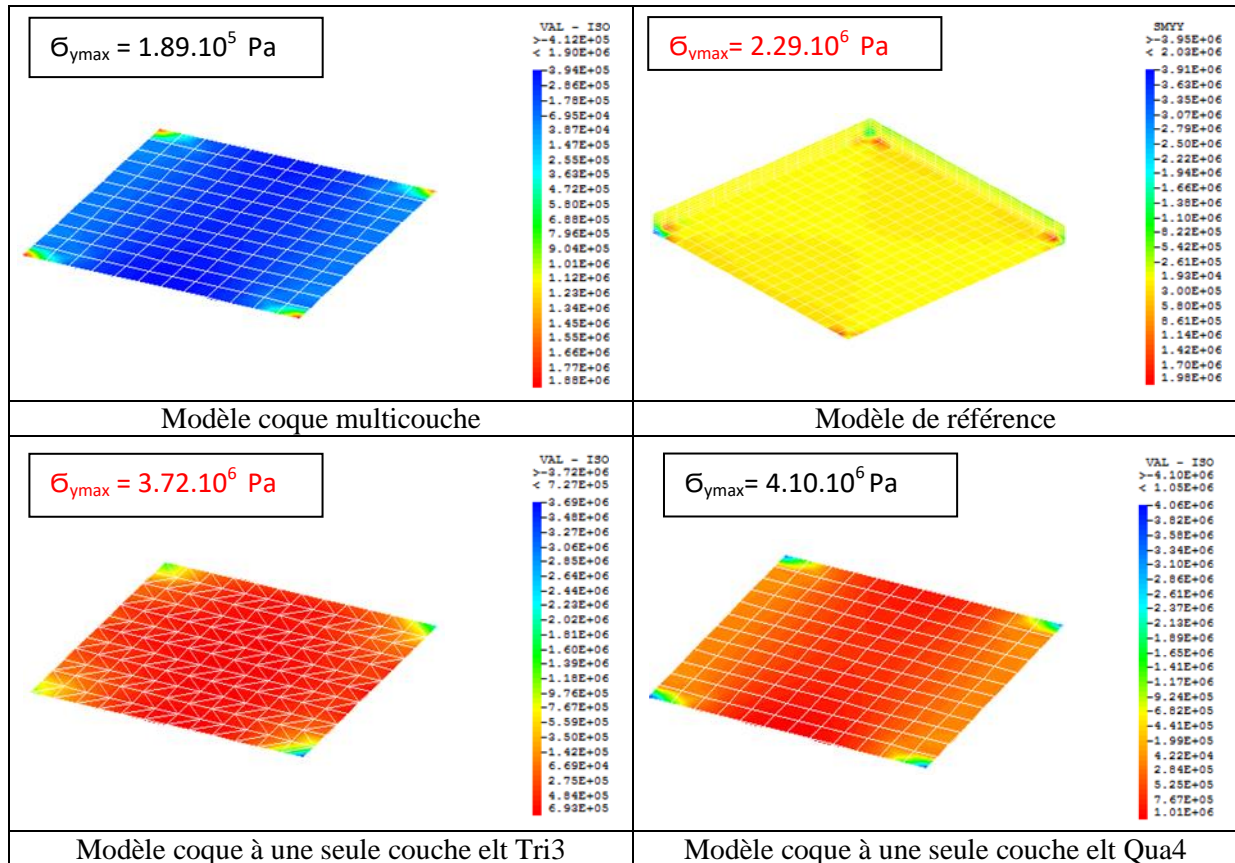 Ϭymax = 1.89.10⁵ Pa
VAL - ISO
>-4.12E+05
< 1.90E+06
-3.94E+05
-2.86E+05
-1.78E+05
-6.95E+04
3.87E+04
1.47E+05
2.55E+05
3.63E+05
4.72E+05
5.80E+05
6.88E+05
7.96E+05
9.04E+05
1.01E+06
1.12E+06
1.23E+06
1.34E+06
1.45E+06
1.55E+06
1.66E+06
1.77E+06
1.88E+06
Modèle coque multicouche
Ϭymax= 2.29.10⁶ Pa
SMYY
>-3.95E+06
< 2.03E+06
-3.91E+06
-3.63E+06
-3.35E+06
-3.07E+06
-2.79E+06
-2.50E+06
-2.22E+06
-1.94E+06
-1.66E+06
-1.38E+06
-1.10E+06
-8.22E+05
-5.42E+05
-2.61E+05
1.93E+04
3.00E+05
5.80E+05
8.61E+05
1.14E+06
1.42E+06
1.70E+06
1.98E+06
Modèle de référence
Ϭymax = 3.72.10⁶ Pa
VAL - ISO
>-3.72E+06
< 7.27E+05
-3.69E+06
-3.48E+06
-3.27E+06
-3.06E+06
-2.85E+06
-2.64E+06
-2.44E+06
-2.23E+06
-2.02E+06
-1.81E+06
-1.60E+06
-1.39E+06
-1.18E+06
-9.76E+05
-7.67E+05
-5.59E+05
-3.50E+05
-1.42E+05
6.69E+04
2.75E+05
4.84E+05
6.93E+05
Modèle coque à une seule couche elt Tri3
Ϭymax= 4.10.10⁶ Pa
VAL - ISO
>-4.10E+06
< 1.05E+06
-4.06E+06
-3.82E+06
-3.58E+06
-3.34E+06
-3.10E+06
-2.86E+06
-2.61E+06
-2.37E+06
-2.13E+06
-1.89E+06
-1.65E+06
-1.41E+06
-1.17E+06
-9.24E+05
-6.82E+05
-4.41E+05
-1.99E+05
4.22E+04
2.84E+05
5.25E+05
7.67E+05
1.01E+06
Modèle coque à une seule couche elt Qua4